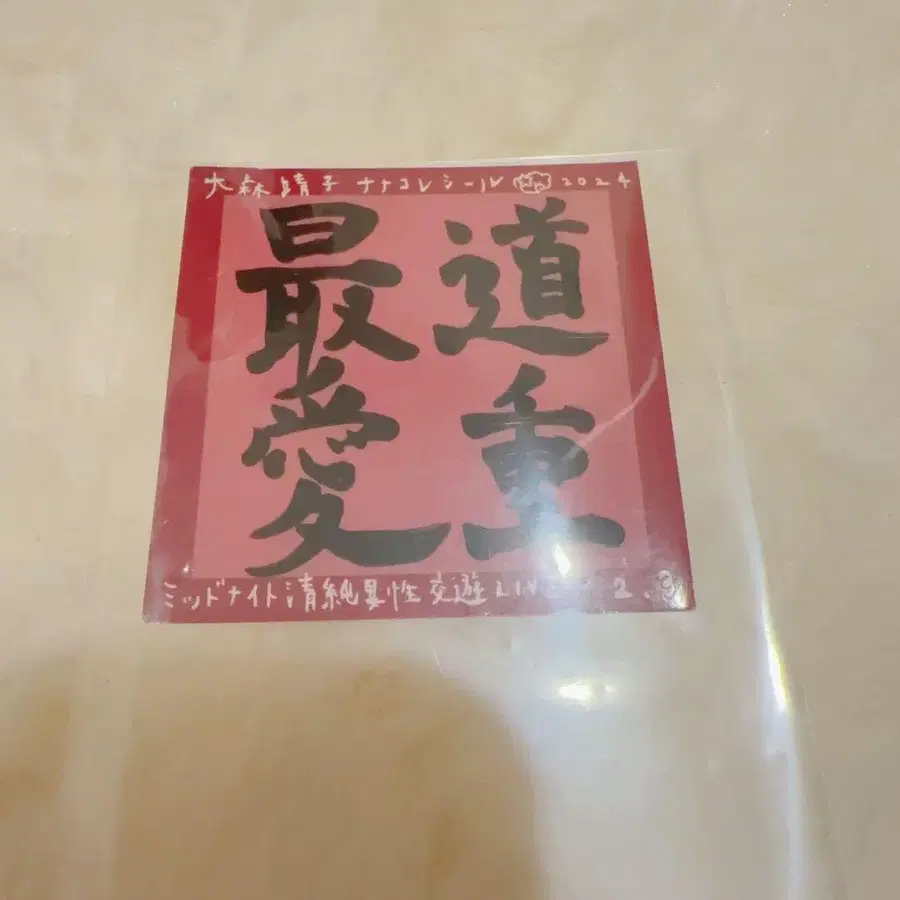 大森靖子 ナナコレシール 2024
道重
最愛
ミッドナイト清純異性交遊